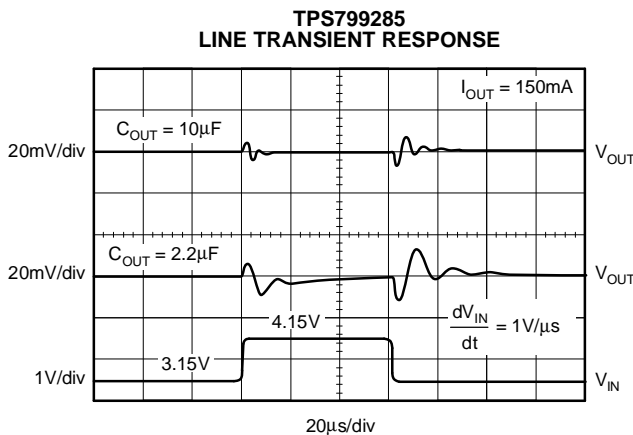 TPS799285
LINE TRANSIENT RESPONSE
I_OUT = 150mA
C_OUT = 10μF
20mV/div
V_OUT
C_OUT = 2.2μF
20mV/div
V_OUT
4.15V
dV_IN
dt
= 1V/μs
3.15V
1V/div
V_IN
20μs/div